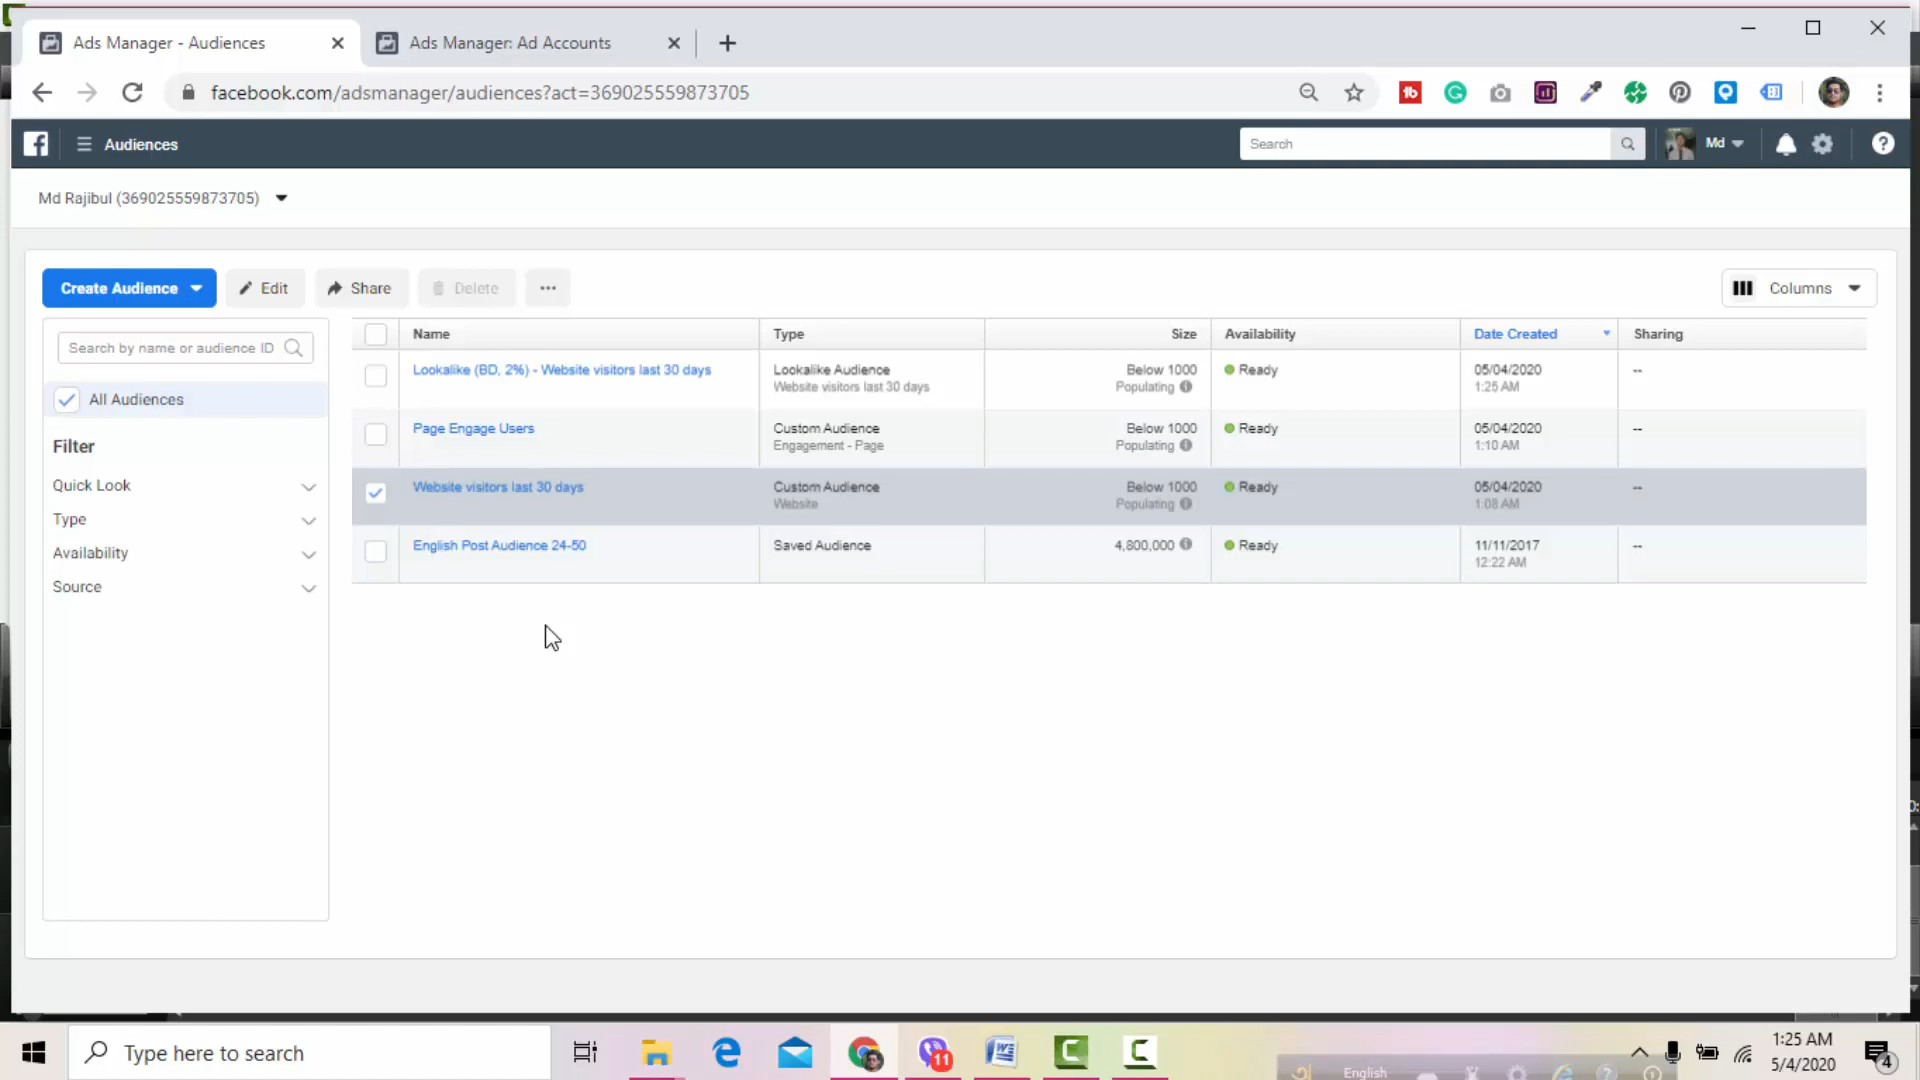 Ads Manager - Audiences
Ads Manager: Ad Accounts
facebook.com/adsmanager/audiences?act=369025559873705
Audiences
Search
Md
Md Rajibul (369025559873705)
Create Audience
Edit
Share
Delete
Columns
Search by name or audience ID
All Audiences
Filter
Quick Look
Type
Availability
Source
Name Type Size Availability Date Created Sharing
Lookalike (BD, 2%) - Website visitors last 30 days Lookalike Audience Below 1000 Ready 05/04/2020 --
Website visitors last 30 days Populating 1:25 AM
Page Engage Users Custom Audience Below 1000 Ready 05/04/2020 --
Engagement - Page Populating 1:10 AM
Website visitors last 30 days Custom Audience Below 1000 Ready 05/04/2020 --
Website Populating 1:08 AM
English Post Audience 24-50 Saved Audience 4,800,000 Ready 11/11/2017 --
12:22 AM
Type here to search
11
English
1:25 AM
5/4/2020
4